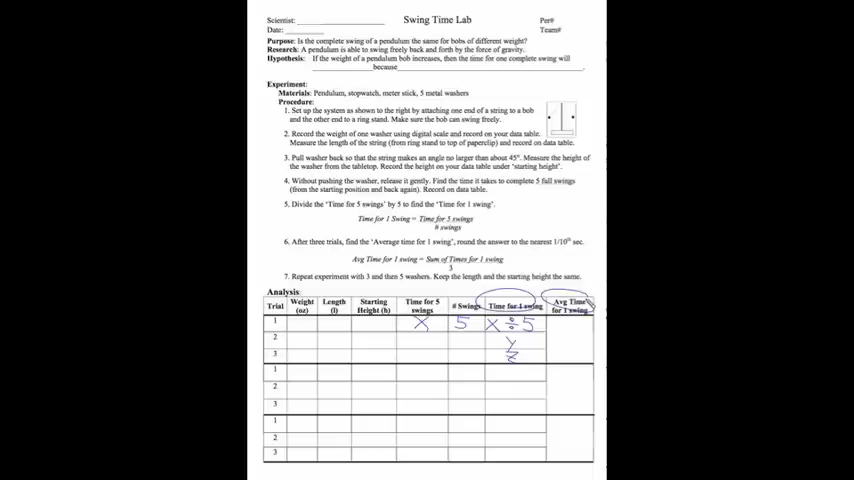 Scientist: ____________________ Swing Time Lab Per#
Date: __________ Team#
Purpose: Is the complete swing of a pendulum the same for bobs of different weight?
Research: A pendulum is able to swing freely back and forth by the force of gravity.
Hypothesis: If the weight of a pendulum bob increases, then the time for one complete swing will
______________because______________________________________.
Experiment:
Materials: Pendulum, stopwatch, meter stick, 5 metal washers
Procedure:
1. Set up the system as shown to the right by attaching one end of a string to a bob
and the other end to a ring stand. Make sure the bob can swing freely.
2. Record the weight of one washer using digital scale and record on your data table.
Measure the length of the string (from ring stand to top of paperclip) and record on data table.
3. Pull washer back so that the string makes an angle no larger than about 45°. Measure the height of
the washer from the tabletop. Record the height on your data table under 'starting height'.
4. Without pushing the washer, release it gently. Find the time it takes to complete 5 full swings
(from the starting position and back again). Record on data table.
5. Divide the 'Time for 5 swings' by 5 to find the 'Time for 1 swing'.
Time for 1 Swing = Time for 5 swings
# swings
6. After three trials, find the 'Average time for 1 swing', round the answer to the nearest 1/10th sec.
Avg Time for 1 swing = Sum of Times for 1 swing
3
7. Repeat experiment with 3 and then 5 washers. Keep the length and the starting height the same.
Analysis:
Trial Weight (oz) Length (l) Starting Height (h) Time for 5 swings # Swings Time for 1 swing Avg Time for 1 swing
1 X 5 X ÷ 5
2 Y
3 Z
1
2
3
1
2
3